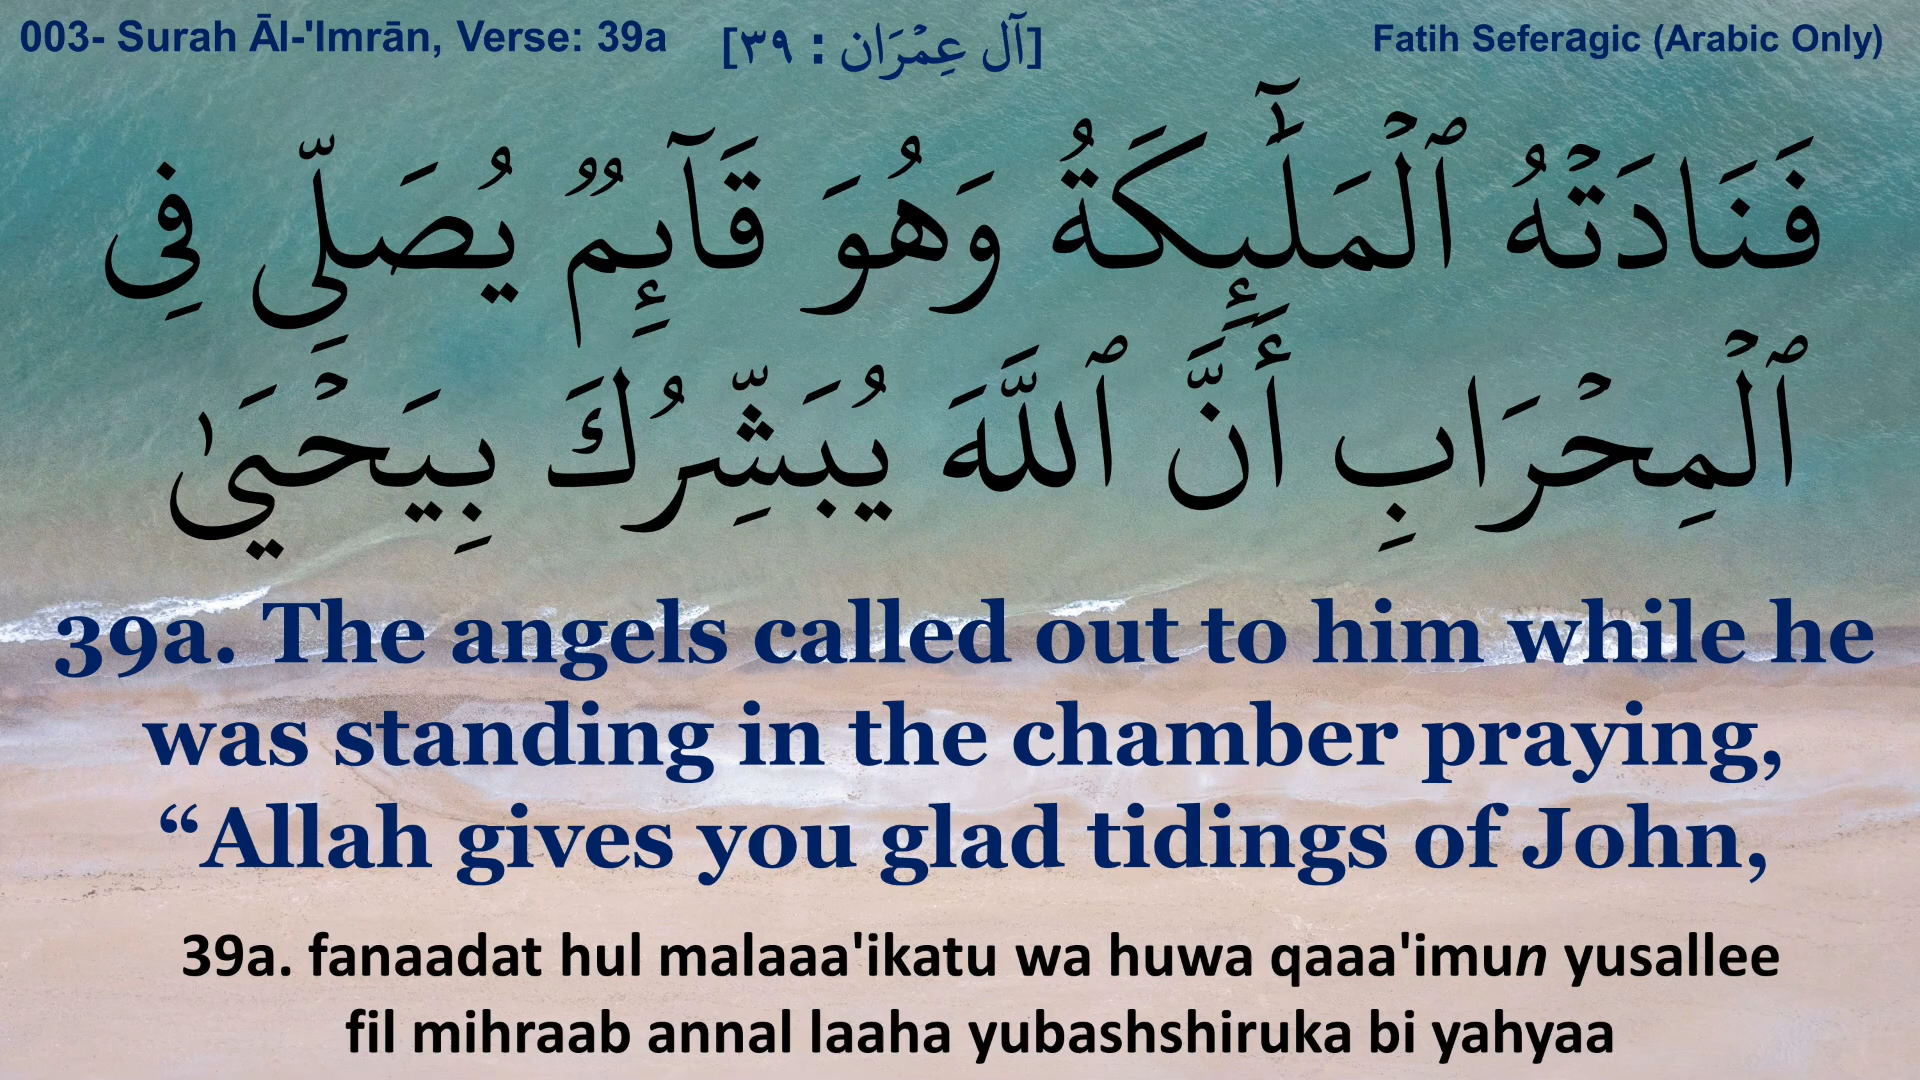 003- Surah Āl-'Imrān, Verse: 39a [آل عِمْرَان : ٣٩] Fatih Seferagic (Arabic Only)
فَنَادَتْهُ ٱلْمَلَـٰٓئِكَةُ وَهُوَ قَآئِمٌ يُصَلِّى فِى
ٱلْمِحْرَابِ أَنَّ ٱللَّهَ يُبَشِّرُكَ بِيَحْيَىٰ
39a. The angels called out to him while he
was standing in the chamber praying,
“Allah gives you glad tidings of John,
39a. fanaadat hul malaaa'ikatu wa huwa qaaa'imun yusallee
fil mihraab annal laaha yubashshiruka bi yahyaa